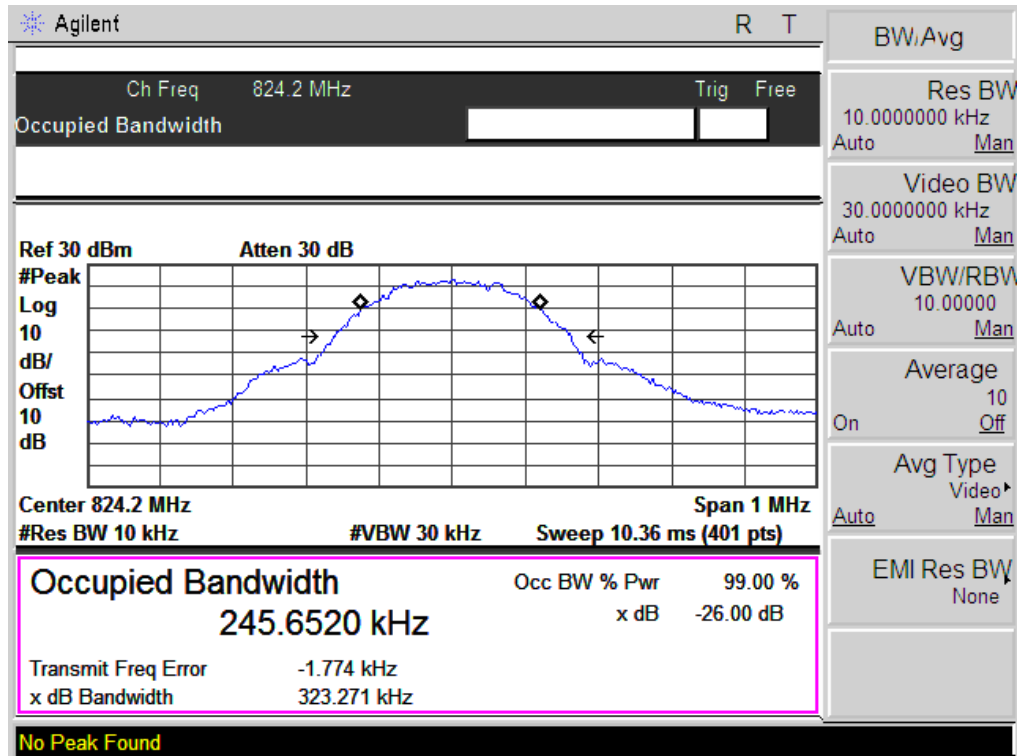 Agilent R T
Ch Freq 824.2 MHz Trig Free
Occupied Bandwidth
Ref 30 dBm Atten 30 dB
#Peak
Log
10
dB/
Offst
10
dB
Center 824.2 MHz Span 1 MHz
#Res BW 10 kHz #VBW 30 kHz Sweep 10.36 ms (401 pts)
Occupied Bandwidth
245.6520 kHz
Occ BW % Pwr 99.00 %
x dB -26.00 dB
Transmit Freq Error -1.774 kHz
x dB Bandwidth 323.271 kHz
No Peak Found
BW/Avg
Res BW
10.0000000 kHz
Auto Man
Video BW
30.0000000 kHz
Auto Man
VBW/RBW
10.00000
Auto Man
Average
10
On Off
Avg Type
Video
Auto Man
EMI Res BW
None